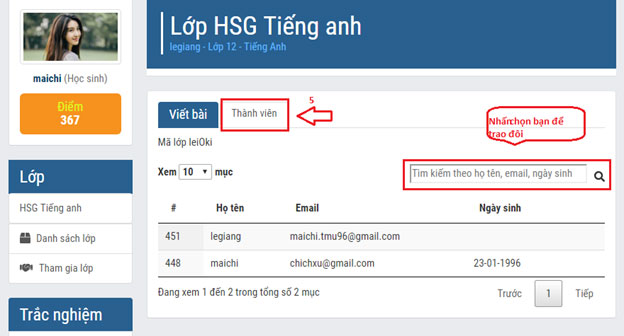 Lớp HSG Tiếng anh
legiang - Lớp 12 - Tiếng Anh
maichi (Học sinh)
Điểm
367
Lớp
HSG Tiếng anh
Danh sách lớp
Tham gia lớp
Trắc nghiệm
Viết bài
Thành viên
5
Nhấnchọn bạn để
trao đổi
Mã lớp leiOki
Xem 10 mục
Tìm kiếm theo họ tên, email, ngày sinh
# Họ tên Email Ngày sinh
451 legiang maichi.tmu96@gmail.com
448 maichi chichxu@gmail.com 23-01-1996
Đang xem 1 đến 2 trong tổng số 2 mục
Trước 1 Tiếp